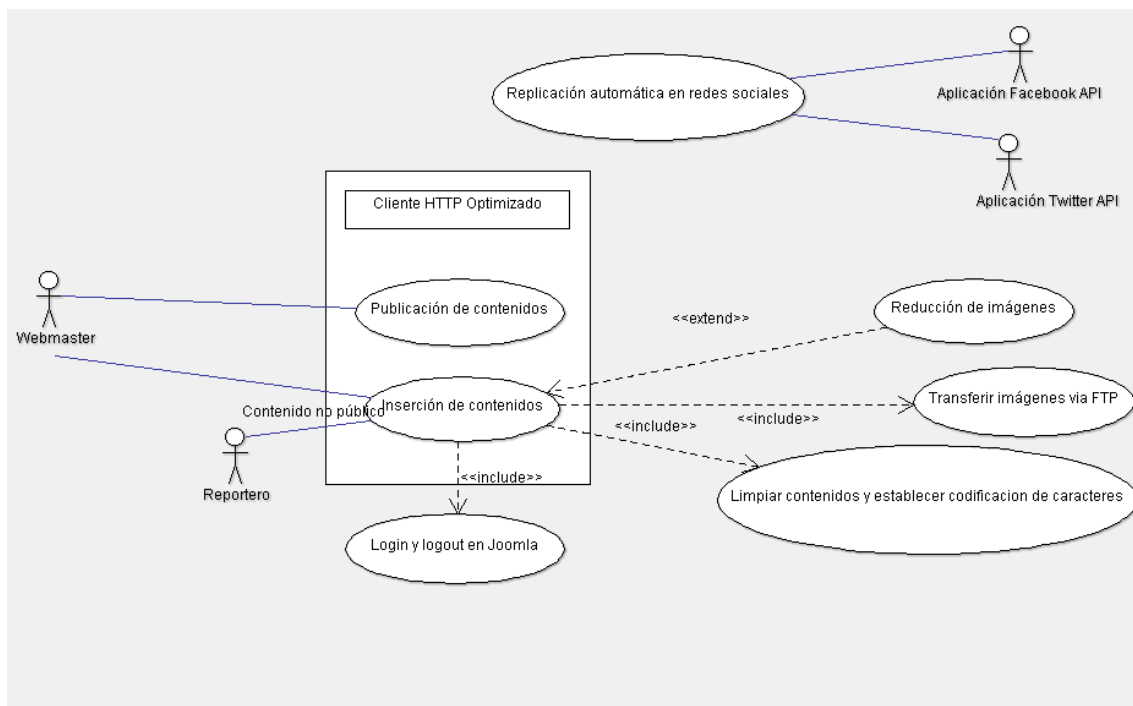 Replicación automática en redes sociales
Aplicación Facebook API
Aplicación Twitter API
Cliente HTTP Optimizado
Webmaster
Publicación de contenidos
Reducción de imágenes
<<extend>>
Inserción de contenidos
Transferir imágenes via FTP
Contenido no público
<<include>>
<<include>>
Reportero
<<include>>
Limpiar contenidos y establecer codificacion de caracteres
Login y logout en Joomla